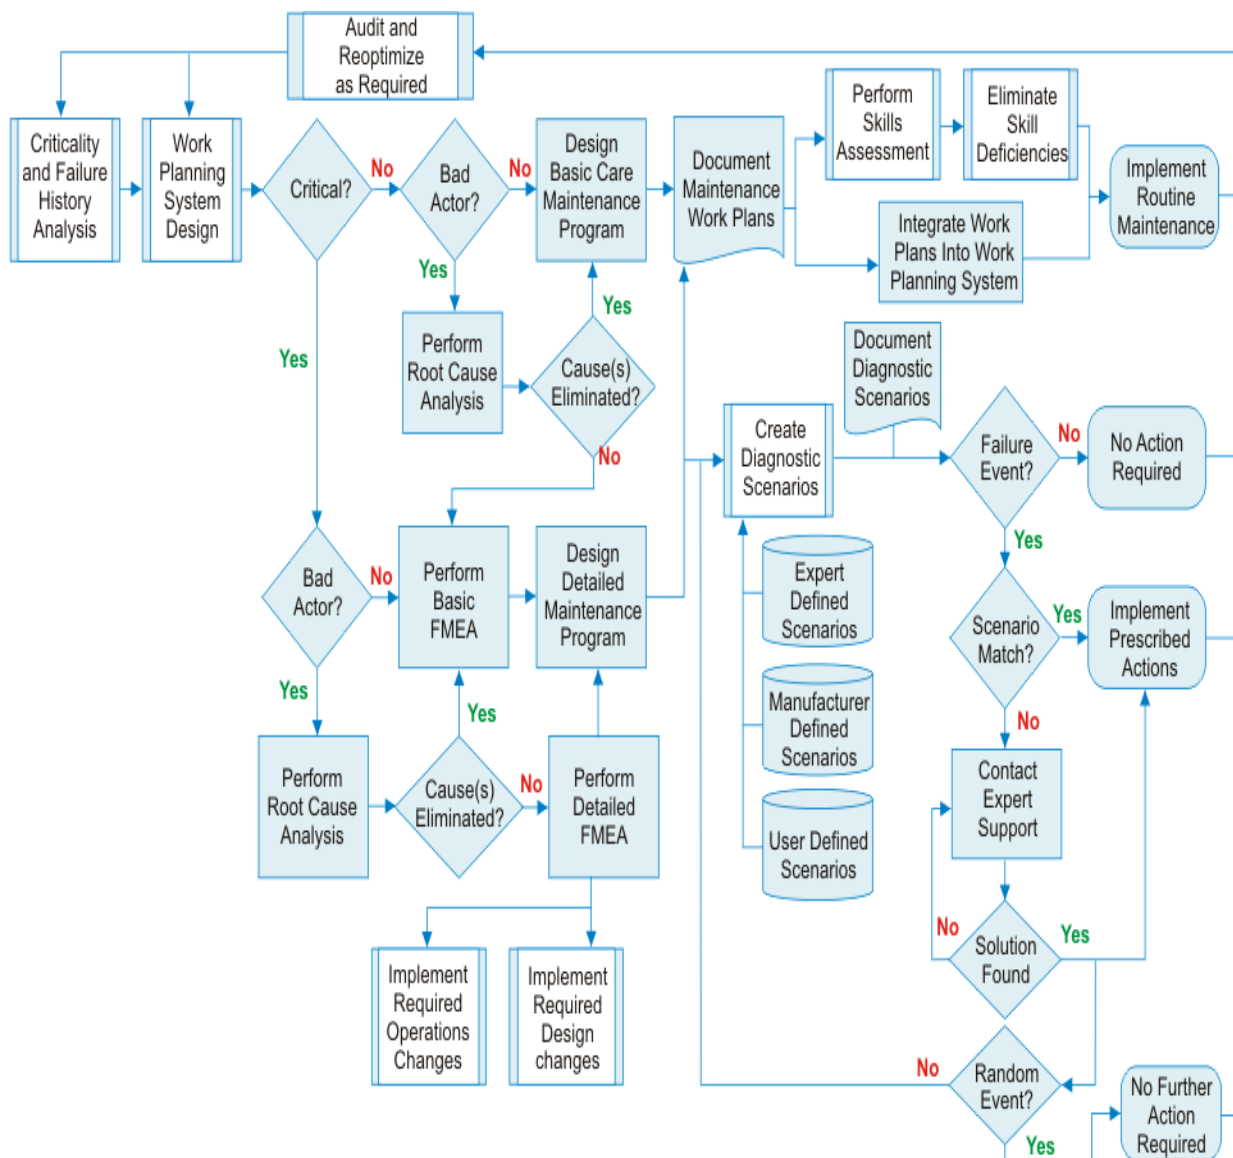 Audit and
Reoptimize
as Required
Criticality
and Failure
History
Analysis
Work
Planning
System
Design
Critical?
No
Bad
Actor?
No
Design
Basic Care
Maintenance
Program
Document
Maintenance
Work Plans
Perform
Skills
Assessment
Eliminate
Skill
Deficiencies
Implement
Routine
Maintenance
Integrate Work
Plans Into Work
Planning System
Yes
Yes
Perform
Root Cause
Analysis
Cause(s)
Eliminated?
Yes
No
Document
Diagnostic
Scenarios
Create
Diagnostic
Scenarios
Failure
Event?
No
No Action
Required
Yes
Bad
Actor?
No
Perform
Basic
FMEA
Design
Detailed
Maintenance
Program
Expert
Defined
Scenarios
Scenario
Match?
Yes
Implement
Prescribed
Actions
Yes
Perform
Root Cause
Analysis
Cause(s)
Eliminated?
Yes
No
Perform
Detailed
FMEA
Manufacturer
Defined
Scenarios
User Defined
Scenarios
No
Contact
Expert
Support
Implement
Required
Operations
Changes
Implement
Required
Design
changes
No
Solution
Found
Yes
No
Random
Event?
Yes
No Further
Action
Required